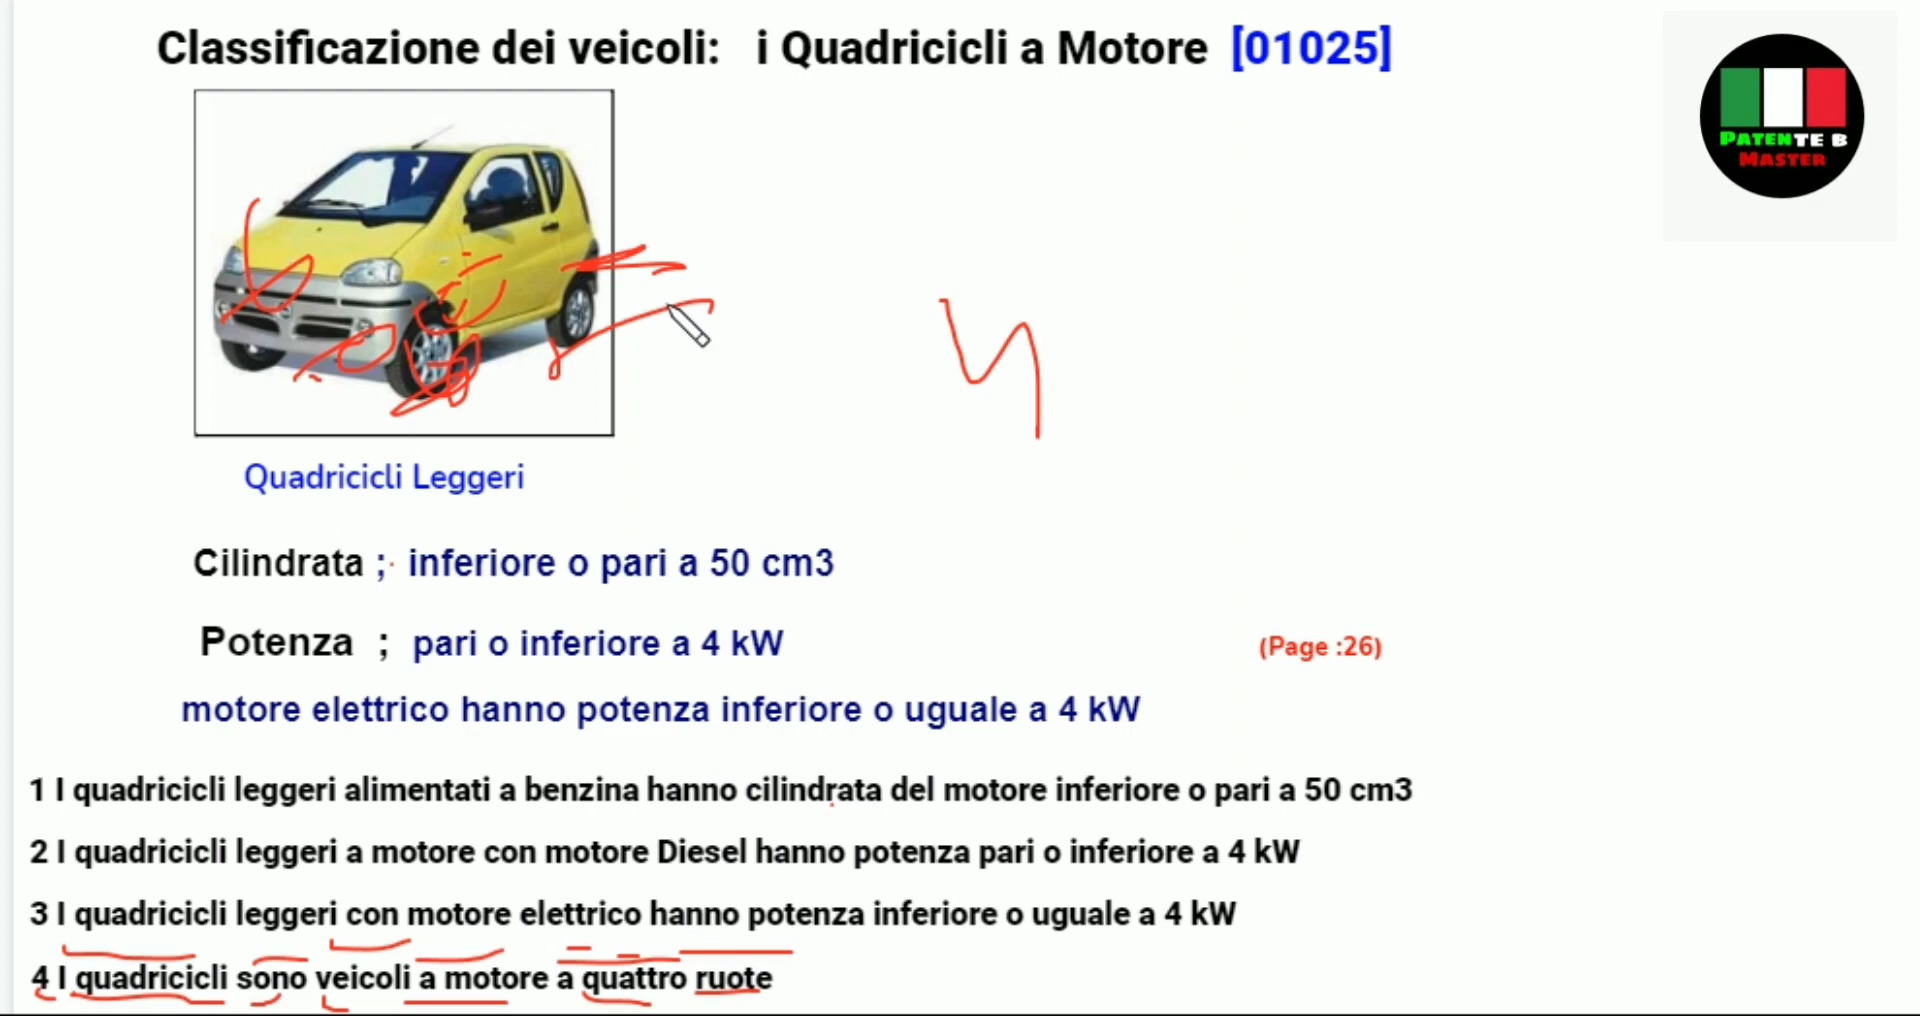 Classificazione dei veicoli: i Quadricicli a Motore [01025]
PATENTE B
MASTER
Quadricicli Leggeri
Cilindrata ; inferiore o pari a 50 cm3
Potenza ; pari o inferiore a 4 kW
(Page :26)
motore elettrico hanno potenza inferiore o uguale a 4 kW
1 I quadricicli leggeri alimentati a benzina hanno cilindrata del motore inferiore o pari a 50 cm3
2 I quadricicli leggeri a motore con motore Diesel hanno potenza pari o inferiore a 4 kW
3 I quadricicli leggeri con motore elettrico hanno potenza inferiore o uguale a 4 kW
4 I quadricicli sono veicoli a motore a quattro ruote